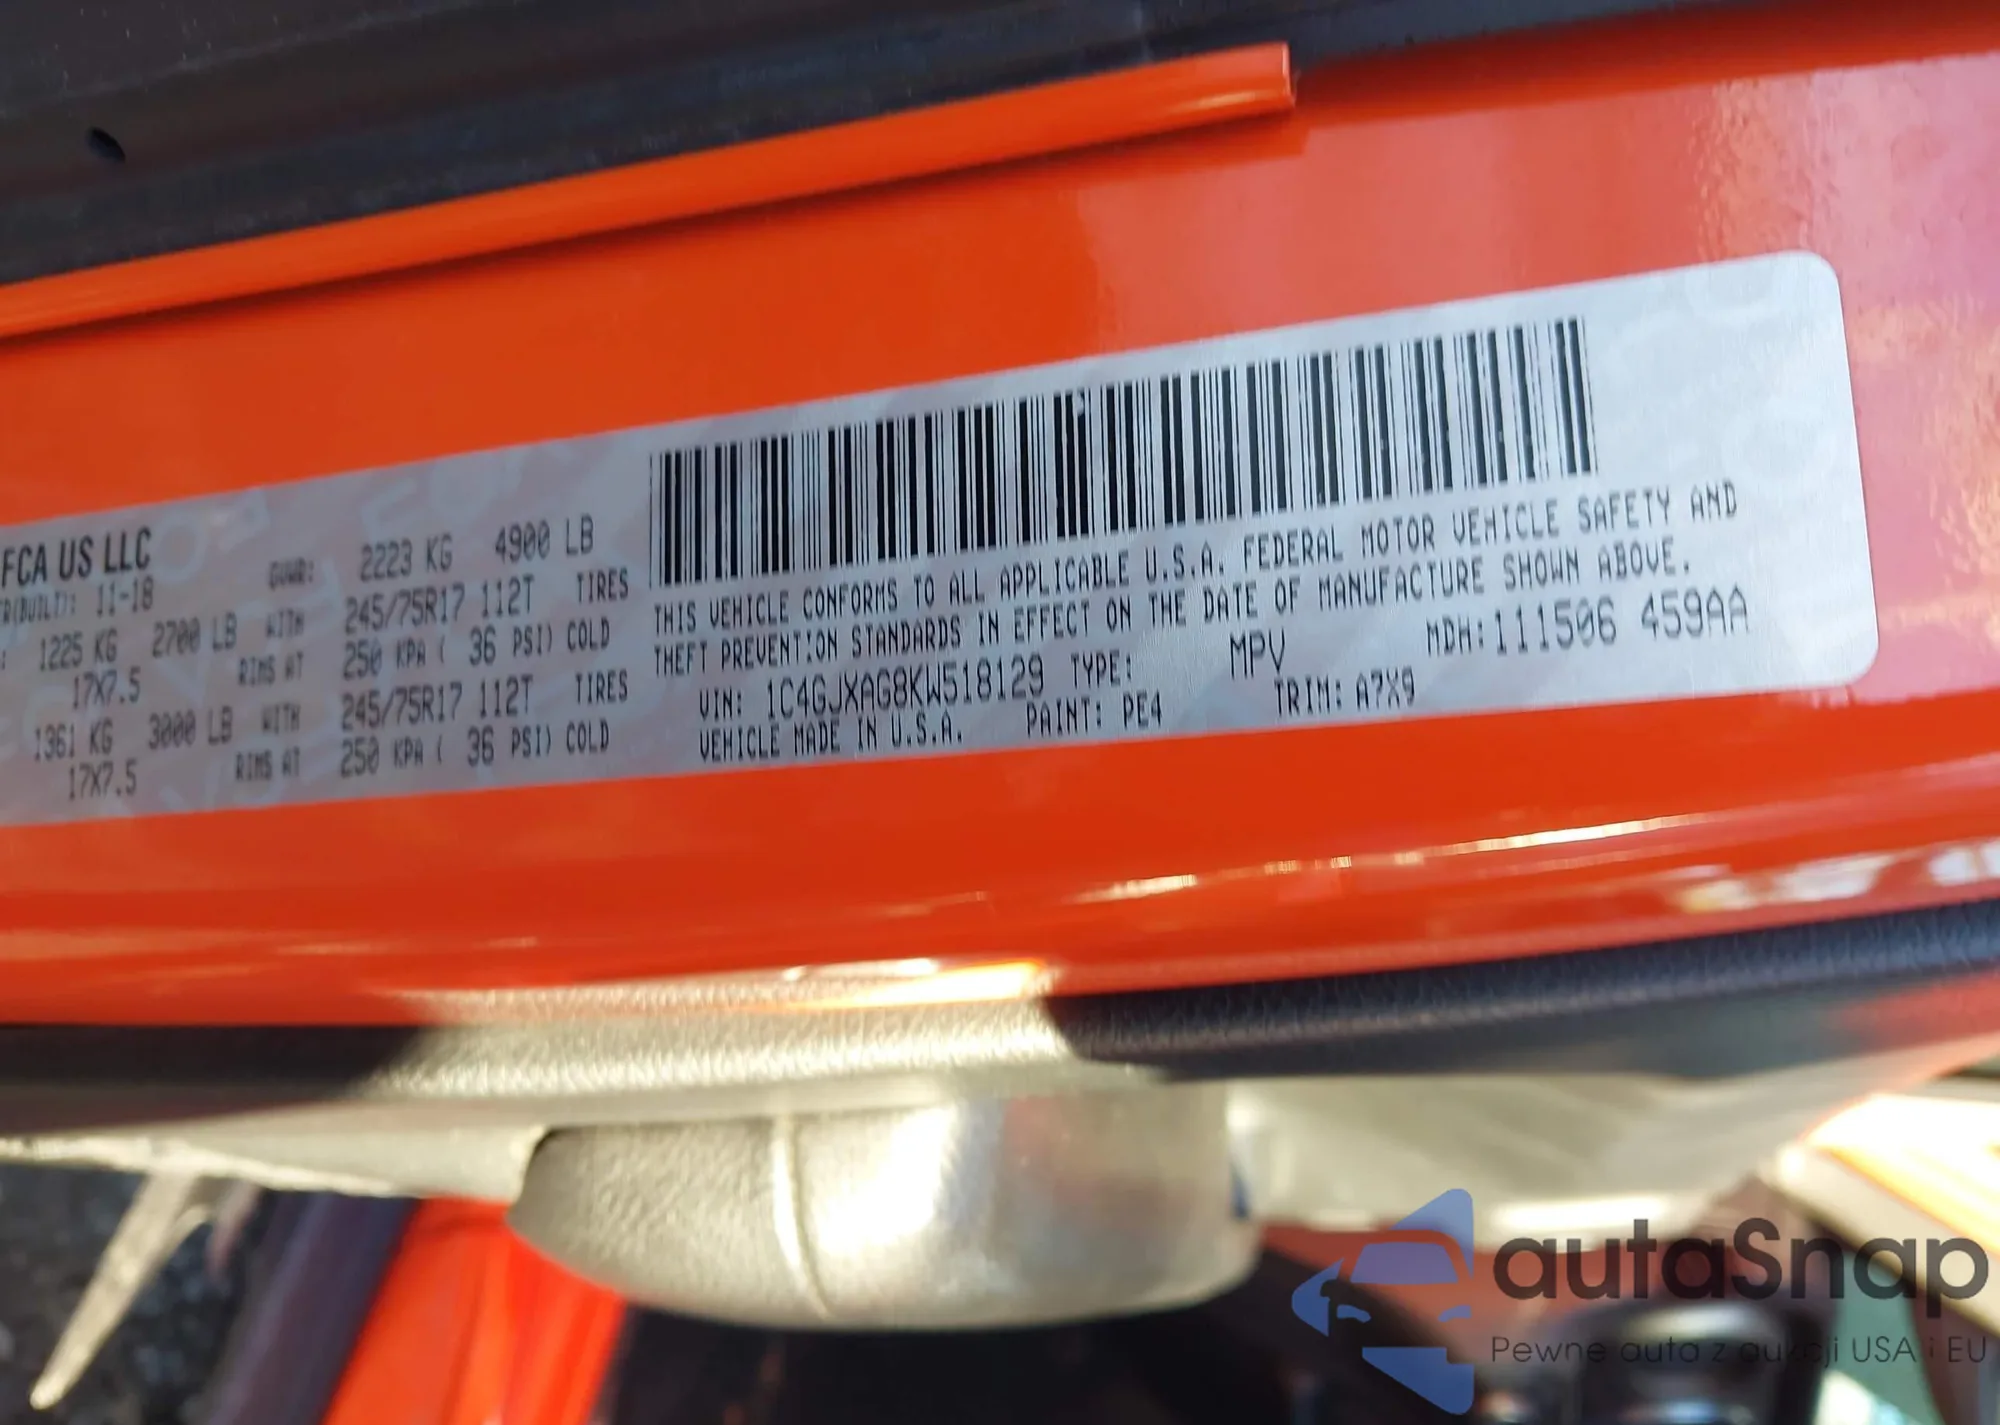 FCA US LLC
R(BUILT): 11-18
GVWR: 2223 KG 4900 LB
: 1225 KG 2700 LB WITH 245/75R17 112T TIRES
17X7.5 RIMS AT 250 KPA ( 36 PSI) COLD
1361 KG 3000 LB WITH 245/75R17 112T TIRES
17X7.5 RIMS AT 250 KPA ( 36 PSI) COLD
THIS VEHICLE CONFORMS TO ALL APPLICABLE U.S.A. FEDERAL MOTOR VEHICLE SAFETY AND
THEFT PREVENTION STANDARDS IN EFFECT ON THE DATE OF MANUFACTURE SHOWN ABOVE.
VIN: 1C4GJXAG8KW518129 TYPE: MPV MDH:111506 459AA
VEHICLE MADE IN U.S.A. PAINT: PE4 TRIM: A7X9
autaSnap
Pewne auta z aukcji USA i EU